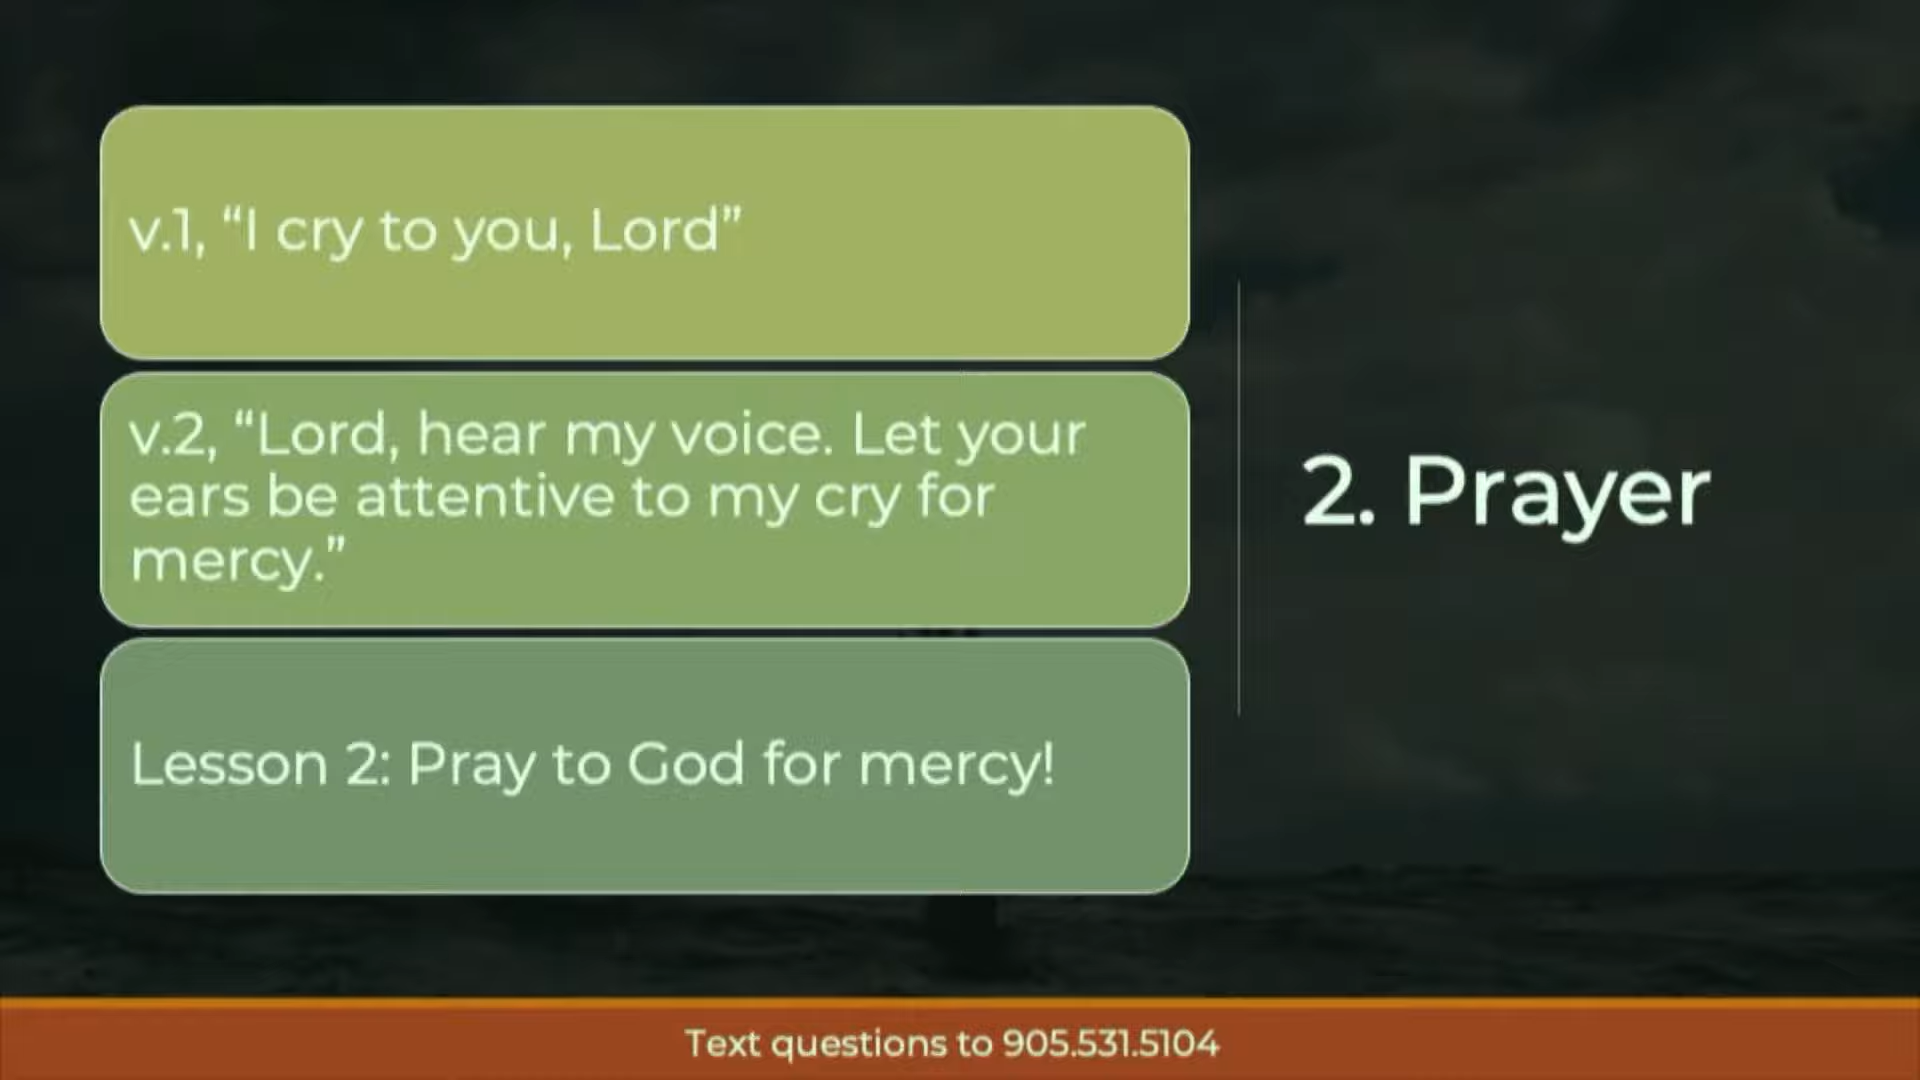 v.1, “I cry to you, Lord”
v.2, “Lord, hear my voice. Let your
ears be attentive to my cry for
mercy.”
Lesson 2: Pray to God for mercy!
2. Prayer
Text questions to 905.531.5104